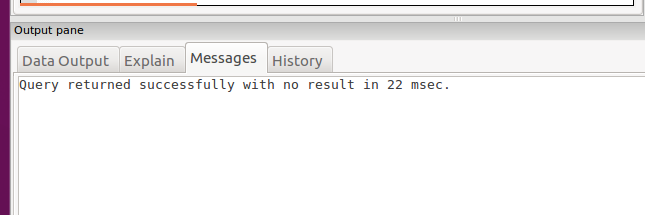 Output pane
Data Output Explain Messages History
Query returned successfully with no result in 22 msec.